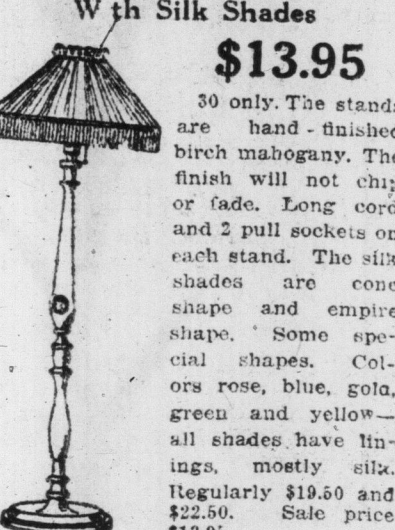 W th Silk Shades
$13.95
30 only. The stands
are hand-finished
birch mahogany. The
finish will not chip
or fade. Long cord
and 2 pull sockets on
each stand. The silk
shades are cone
shape and empire
shape. Some spe-
cial shapes. Col-
ors rose, blue, gold,
green and yellow—
all shades have lin-
ings, mostly silk.
Regularly $19.50 and
$22.50. Sale price